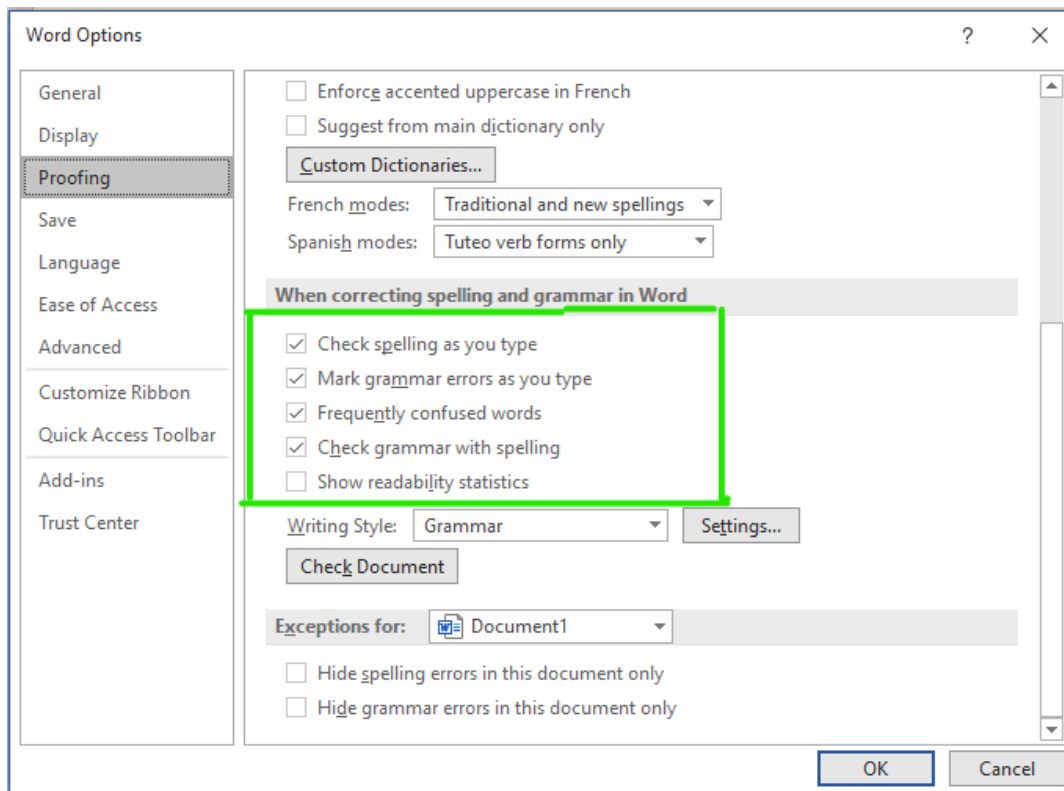 Word Options
?
General
Display
Proofing
Save
Language
Ease of Access
Advanced
Customize Ribbon
Quick Access Toolbar
Add-ins
Trust Center
Enforce accented uppercase in French
Suggest from main dictionary only
Custom Dictionaries...
French modes: Traditional and new spellings
Spanish modes: Tuteo verb forms only
When correcting spelling and grammar in Word
Check spelling as you type
Mark grammar errors as you type
Frequently confused words
Check grammar with spelling
Show readability statistics
Writing Style: Grammar Settings...
Check Document
Exceptions for: Document1
Hide spelling errors in this document only
Hide grammar errors in this document only
OK Cancel